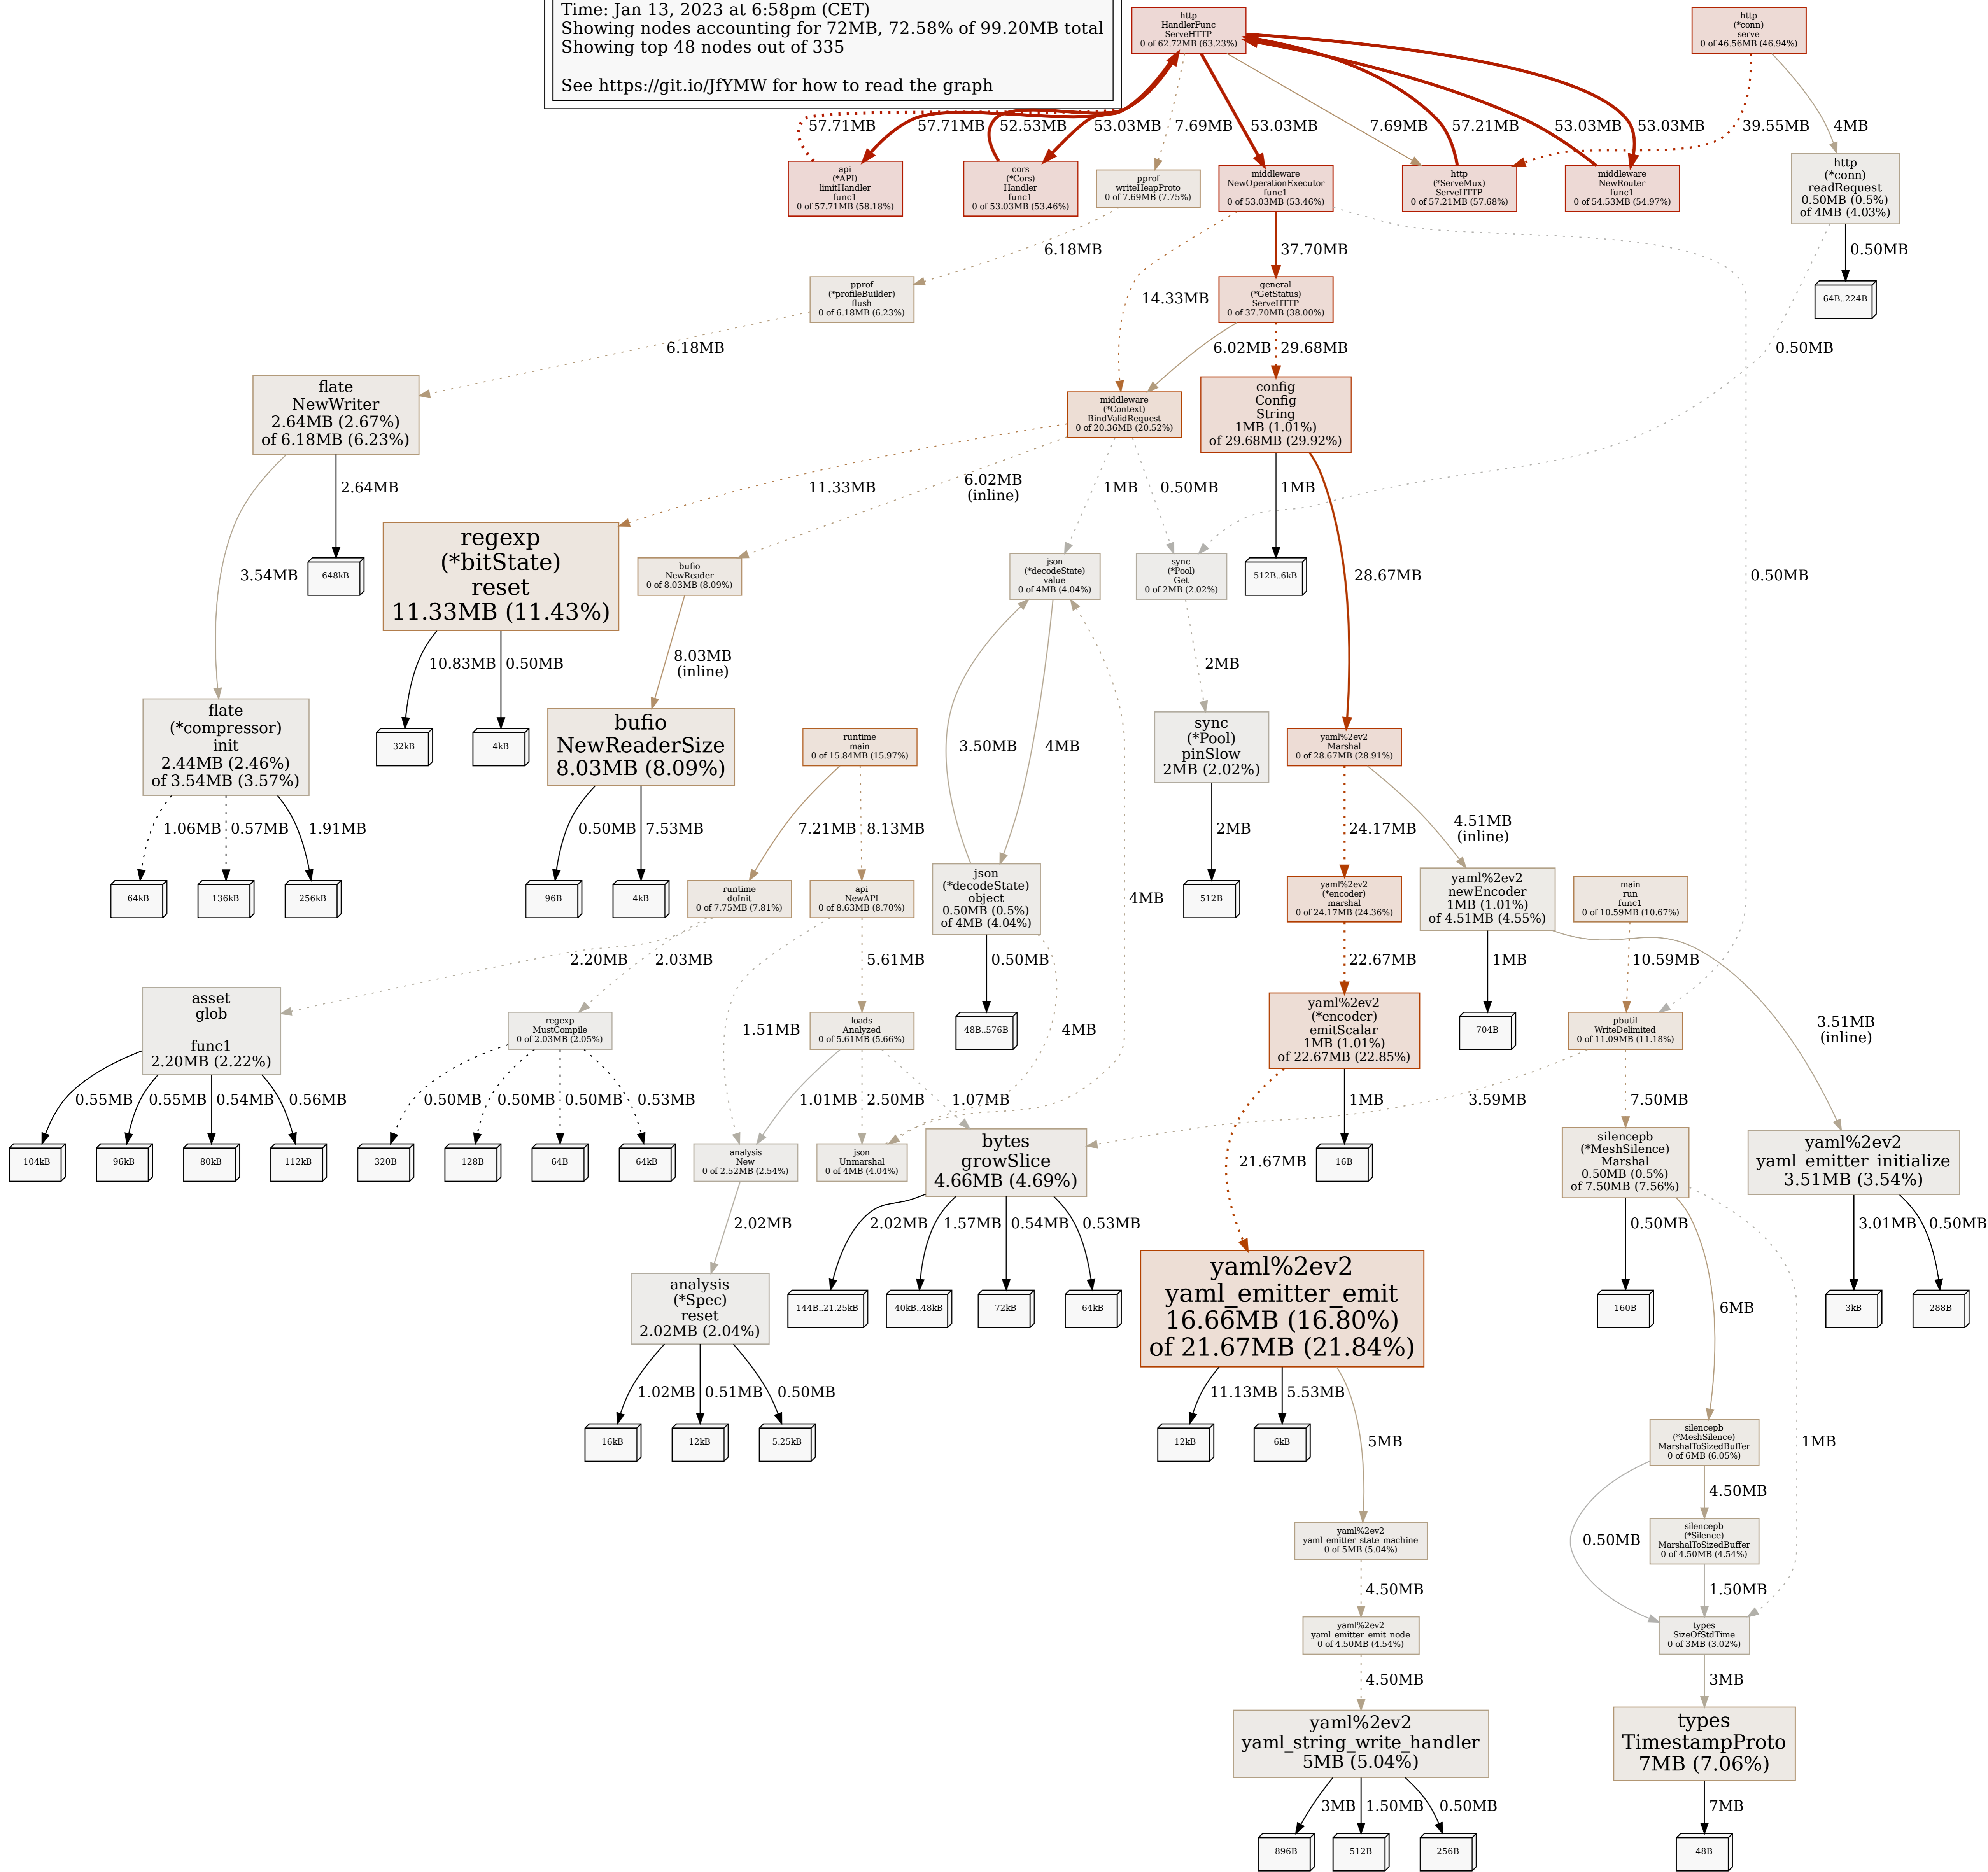 Time: Jan 13, 2023 at 6:58pm (CET)
Showing nodes accounting for 72MB, 72.58% of 99.20MB total
Showing top 48 nodes out of 335
See https://git.io/JfYMW for how to read the graph
http
HandlerFunc
ServeHTTP
0 of 62.72MB (63.23%)
http
(*conn)
serve
0 of 46.56MB (46.94%)
57.71MB
57.71MB
52.53MB
53.03MB
7.69MB
53.03MB
7.69MB
57.21MB
53.03MB
53.03MB
39.55MB
4MB
api
(*API)
limitHandler
func1
0 of 57.71MB (58.18%)
cors
(*Cors)
Handler
func1
0 of 53.03MB (53.46%)
pprof
writeHeapProto
0 of 7.69MB (7.75%)
middleware
NewOperationExecutor
func1
0 of 53.03MB (53.46%)
http
(*ServeMux)
ServeHTTP
0 of 57.21MB (57.68%)
middleware
NewRouter
func1
0 of 54.53MB (54.97%)
http
(*conn)
readRequest
0.50MB (0.5%)
of 4MB (4.03%)
6.18MB
37.70MB
0.50MB
pprof
(*profileBuilder)
flush
0 of 6.18MB (6.23%)
14.33MB
general
(*GetStatus)
ServeHTTP
0 of 37.70MB (38.00%)
64B..224B
6.18MB
6.02MB
29.68MB
0.50MB
flate
NewWriter
2.64MB (2.67%)
of 6.18MB (6.23%)
middleware
(*Context)
BindValidRequest
0 of 20.36MB (20.52%)
config
Config
String
1MB (1.01%)
of 29.68MB (29.92%)
2.64MB
11.33MB
6.02MB
(inline)
1MB
0.50MB
1MB
3.54MB
648kB
regexp
(*bitState)
reset
11.33MB (11.43%)
bufio
NewReader
0 of 8.03MB (8.09%)
json
(*decodeState)
value
0 of 4MB (4.04%)
sync
(*Pool)
Get
0 of 2MB (2.02%)
512B..6kB
28.67MB
0.50MB
10.83MB
0.50MB
8.03MB
(inline)
2MB
flate
(*compressor)
init
2.44MB (2.46%)
of 3.54MB (3.57%)
32kB
4kB
bufio
NewReaderSize
8.03MB (8.09%)
runtime
main
0 of 15.84MB (15.97%)
3.50MB
4MB
sync
(*Pool)
pinSlow
2MB (2.02%)
yaml%2ev2
Marshal
0 of 28.67MB (28.91%)
1.06MB
0.57MB
1.91MB
0.50MB
7.53MB
7.21MB
8.13MB
2MB
24.17MB
4.51MB
(inline)
64kB
136kB
256kB
96B
4kB
runtime
doInit
0 of 7.75MB (7.81%)
api
NewAPI
0 of 8.63MB (8.70%)
json
(*decodeState)
object
0.50MB (0.5%)
of 4MB (4.04%)
4MB
512B
yaml%2ev2
(*encoder)
marshal
0 of 24.17MB (24.36%)
yaml%2ev2
newEncoder
1MB (1.01%)
of 4.51MB (4.55%)
main
run
func1
0 of 10.59MB (10.67%)
2.20MB
2.03MB
5.61MB
0.50MB
22.67MB
1MB
10.59MB
asset
glob
func1
2.20MB (2.22%)
regexp
MustCompile
0 of 2.03MB (2.05%)
1.51MB
loads
Analyzed
0 of 5.61MB (5.66%)
48B..576B
4MB
yaml%2ev2
(*encoder)
emitScalar
1MB (1.01%)
of 22.67MB (22.85%)
704B
pbutil
WriteDelimited
0 of 11.09MB (11.18%)
3.51MB
(inline)
0.55MB
0.55MB
0.54MB
0.56MB
0.50MB
0.50MB
0.50MB
0.53MB
1.01MB
2.50MB
1.07MB
1MB
3.59MB
7.50MB
104kB
96kB
80kB
112kB
320B
128B
64B
64kB
analysis
New
0 of 2.52MB (2.54%)
json
Unmarshal
0 of 4MB (4.04%)
bytes
growSlice
4.66MB (4.69%)
21.67MB
16B
silencepb
(*MeshSilence)
Marshal
0.50MB (0.5%)
of 7.50MB (7.56%)
yaml%2ev2
yaml_emitter_initialize
3.51MB (3.54%)
2.02MB
2.02MB
1.57MB
0.54MB
0.53MB
0.50MB
3.01MB
0.50MB
analysis
(*Spec)
reset
2.02MB (2.04%)
144B..21.25kB
40kB..48kB
72kB
64kB
yaml%2ev2
yaml_emitter_emit
16.66MB (16.80%)
of 21.67MB (21.84%)
160B
6MB
3kB
288B
1.02MB
0.51MB
0.50MB
11.13MB
5.53MB
16kB
12kB
5.25kB
12kB
6kB
5MB
silencepb
(*MeshSilence)
MarshalToSizedBuffer
0 of 6MB (6.05%)
1MB
4.50MB
yaml%2ev2
yaml_emitter_state_machine
0 of 5MB (5.04%)
0.50MB
silencepb
(*Silence)
MarshalToSizedBuffer
0 of 4.50MB (4.54%)
4.50MB
1.50MB
yaml%2ev2
yaml_emitter_emit_node
0 of 4.50MB (4.54%)
types
SizeOfStdTime
0 of 3MB (3.02%)
4.50MB
3MB
yaml%2ev2
yaml_string_write_handler
5MB (5.04%)
types
TimestampProto
7MB (7.06%)
3MB
1.50MB
0.50MB
7MB
896B
512B
256B
48B